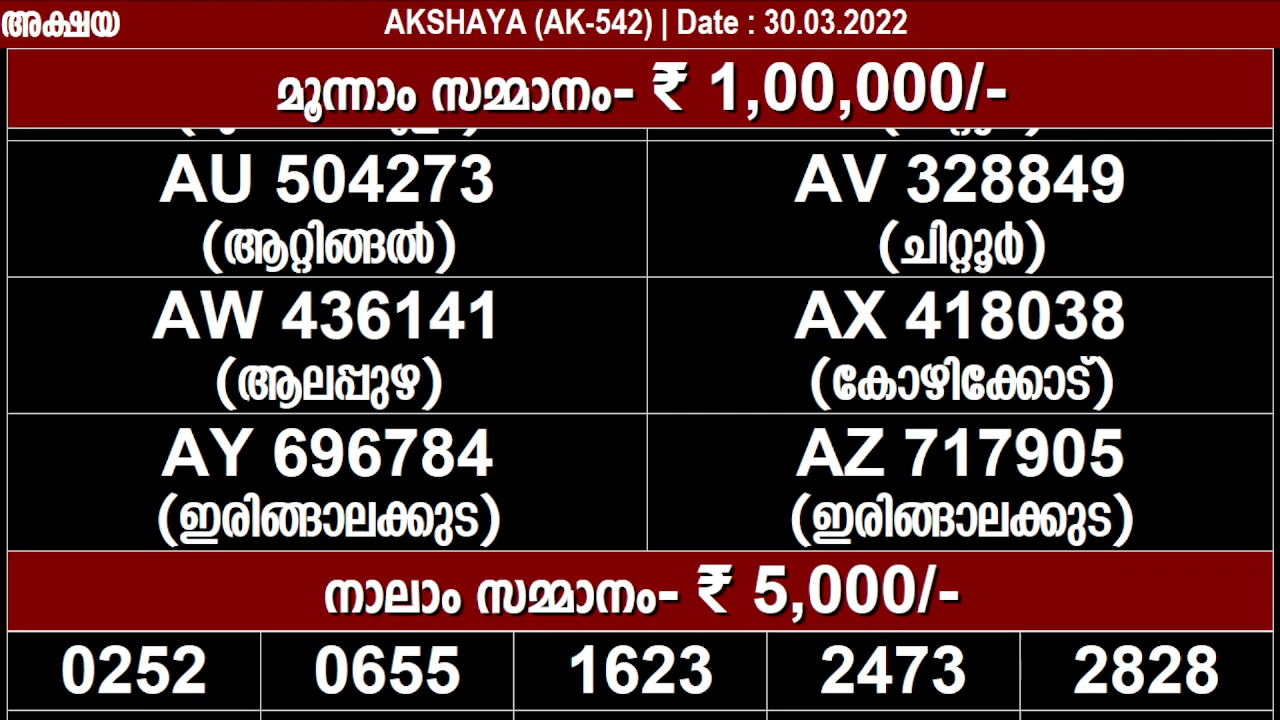 അക്ഷയ AKSHAYA (AK-542) | Date : 30.03.2022
മൂന്നാം സമ്മാനം- ₹ 1,00,000/-
AU 504273 AV 328849
(ആറ്റിങ്ങൽ) (ചിറ്റൂർ)
AW 436141 AX 418038
(ആലപ്പുഴ) (കോഴിക്കോട്)
AY 696784 AZ 717905
(ഇരിങ്ങാലക്കുട) (ഇരിങ്ങാലക്കുട)
നാലാം സമ്മാനം- ₹ 5,000/-
0252 0655 1623 2473 2828